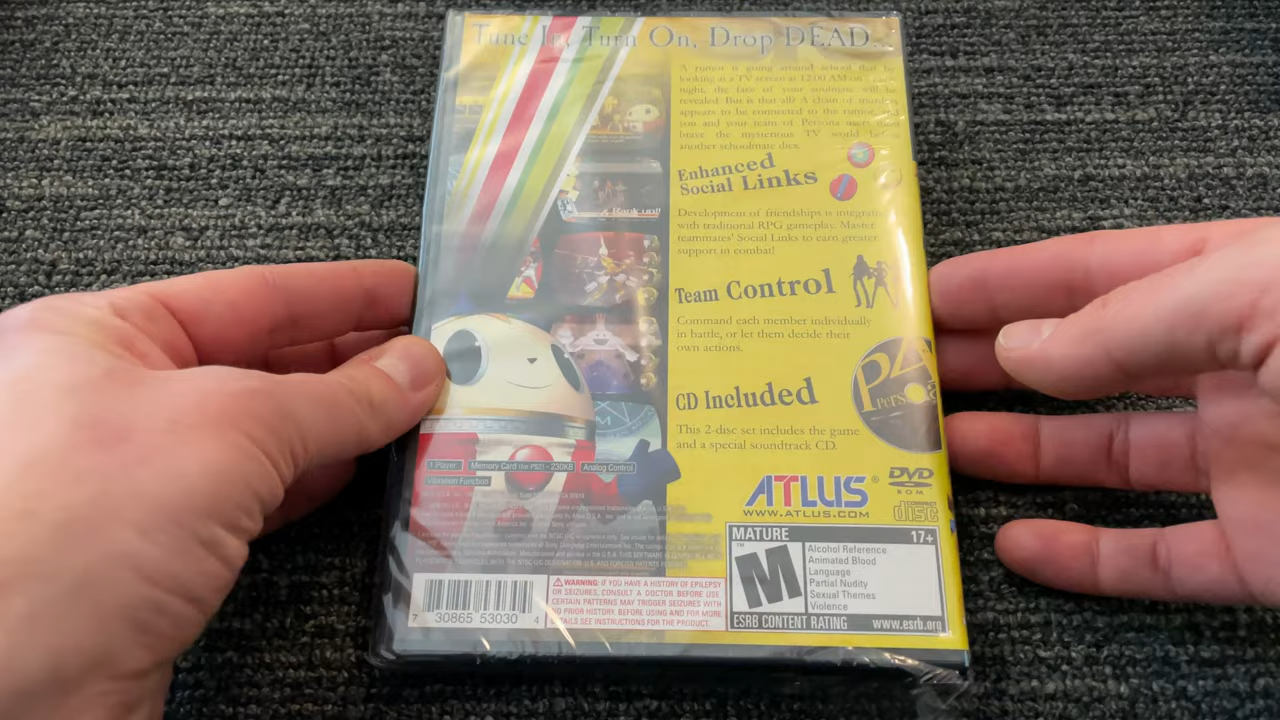 Tune In, Turn On, Drop DEAD...
A rumor is going around school that by
looking at a TV screen at 12:00 AM on a rainy
night, the face of your soulmate will be
revealed. But is that all? A chain of murders
appears to be connected to the rumor, and
you and your team of Persona users must
brave the mysterious TV world before
another schoolmate dies.
Enhanced
Social Links
Rank up!!
Development of friendships is integrated
with traditional RPG gameplay. Master
teammates' Social Links to earn greater
support in combat!
Team Control
Command each member individually
in battle, or let them decide their
own actions.
P4
Persona
CD Included
This 2-disc set includes the game
and a special soundtrack CD.
1 Player
Memory Card (for PS2) - 230KB
Analog Control
Vibration Function
ATLUS®
WWW.ATLUS.COM
DVD
ROM
COMPACT
disc
MATURE 17+
M
Alcohol Reference
Animated Blood
Language
Partial Nudity
Sexual Themes
Violence
ESRB CONTENT RATING www.esrb.org
7 30865 53030 4
WARNING: IF YOU HAVE A HISTORY OF EPILEPSY
OR SEIZURES, CONSULT A DOCTOR BEFORE USE.
CERTAIN PATTERNS MAY TRIGGER SEIZURES WITH
NO PRIOR HISTORY. BEFORE USING AND FOR MORE
DETAILS SEE INSTRUCTIONS FOR THE PRODUCT.